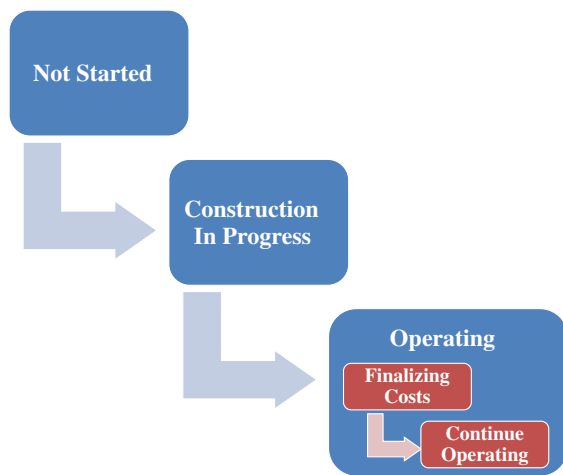 Not Started
Construction
In Progress
Operating
Finalizing
Costs
Continue
Operating